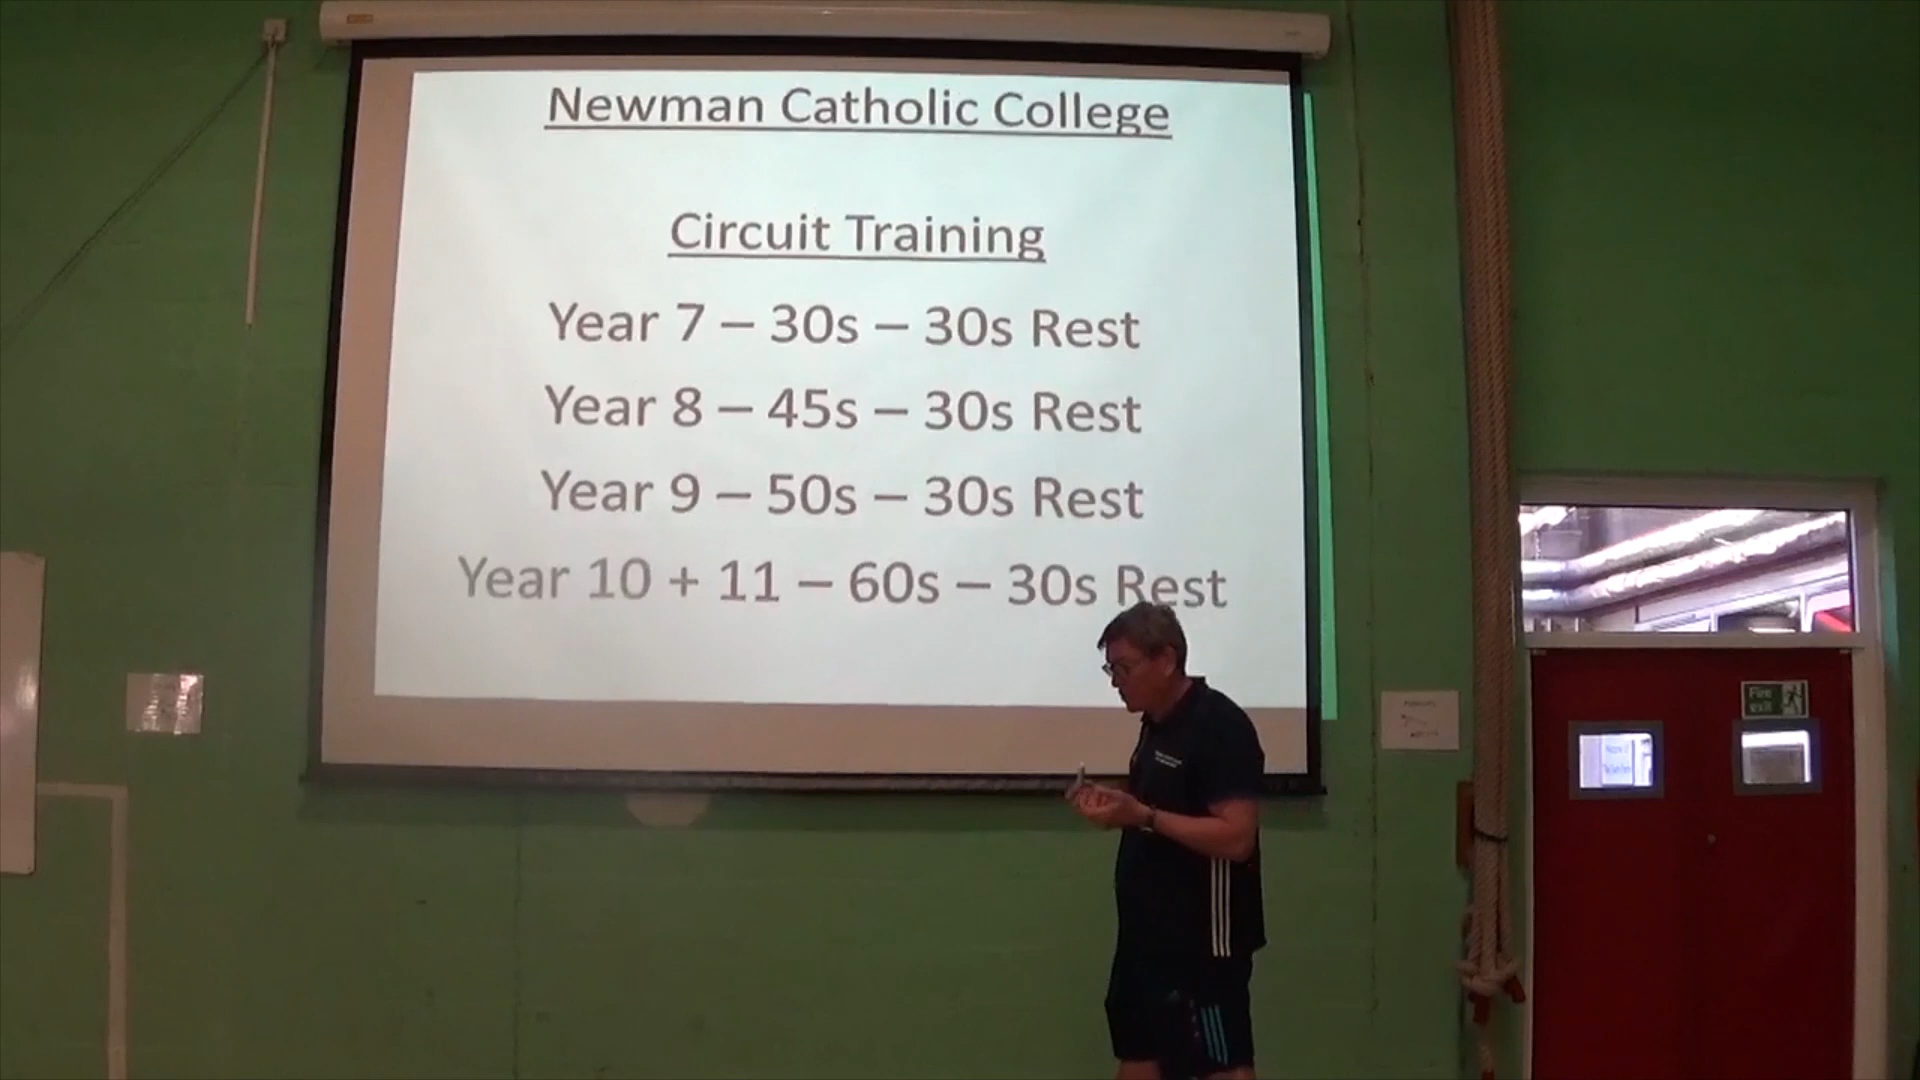 Newman Catholic College
Circuit Training
Year 7 – 30s – 30s Rest
Year 8 – 45s – 30s Rest
Year 9 – 50s – 30s Rest
Year 10 + 11 – 60s – 30s Rest
Fire
exit